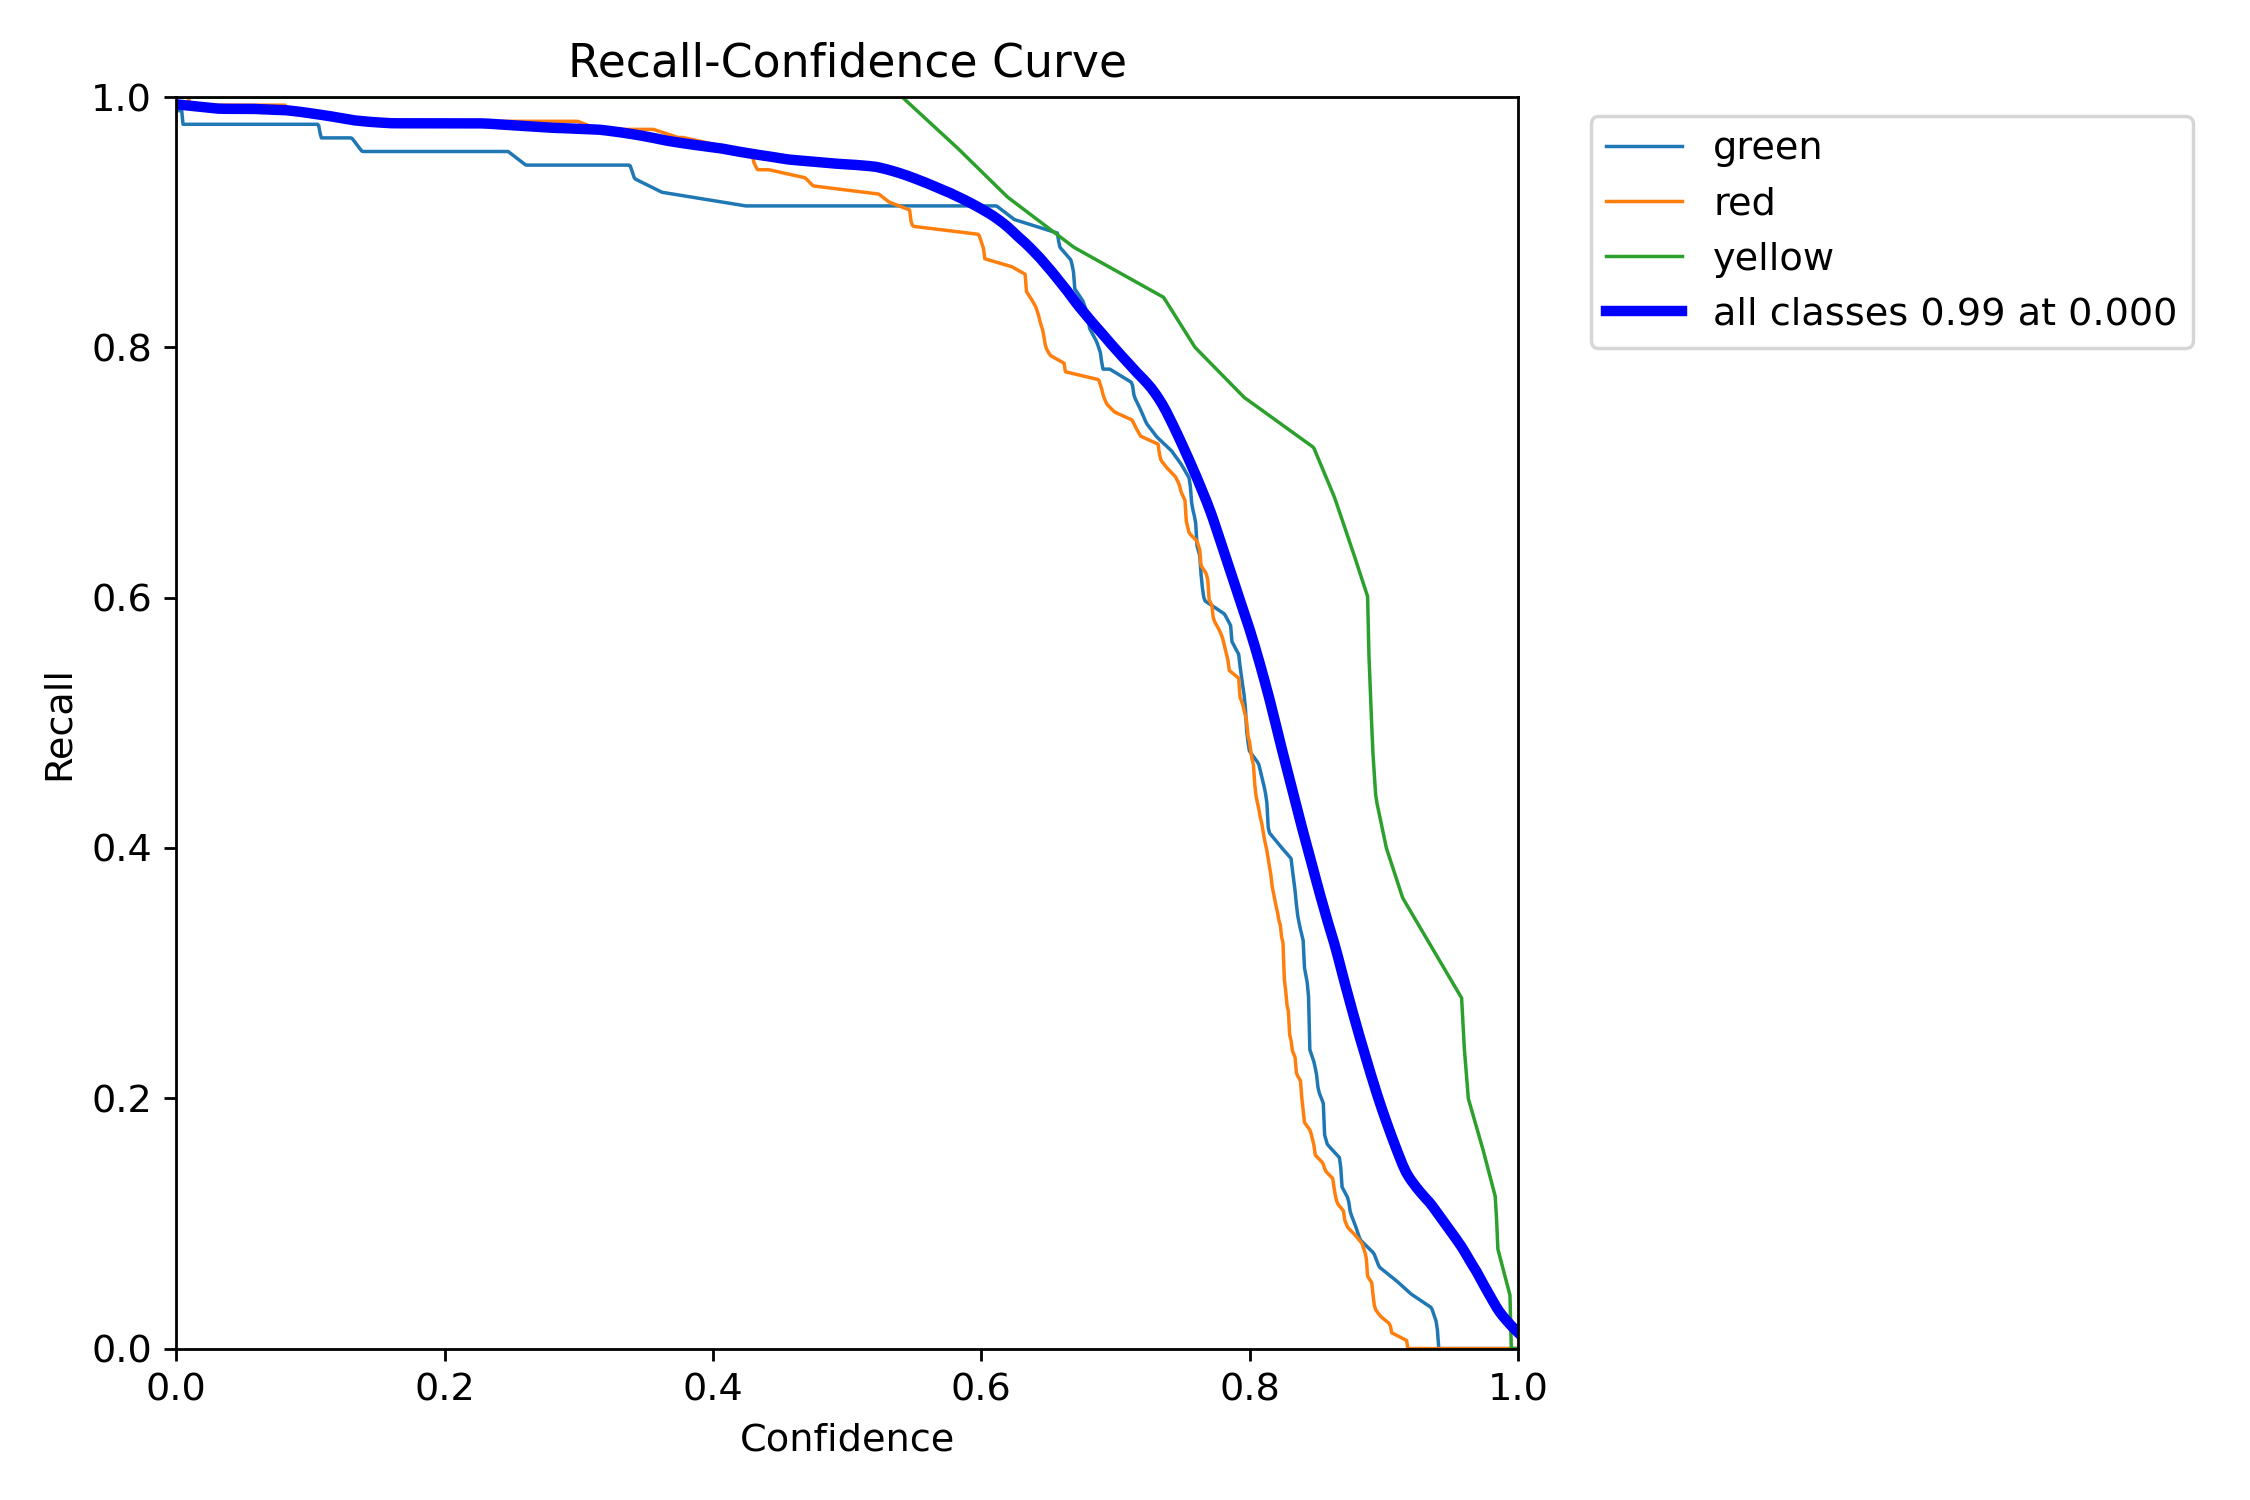 Recall-Confidence Curve
1.0
0.8
0.6
0.4
0.2
0.0
Recall
0.0 0.2 0.4 0.6 0.8 1.0
Confidence
green
red
yellow
all classes 0.99 at 0.000